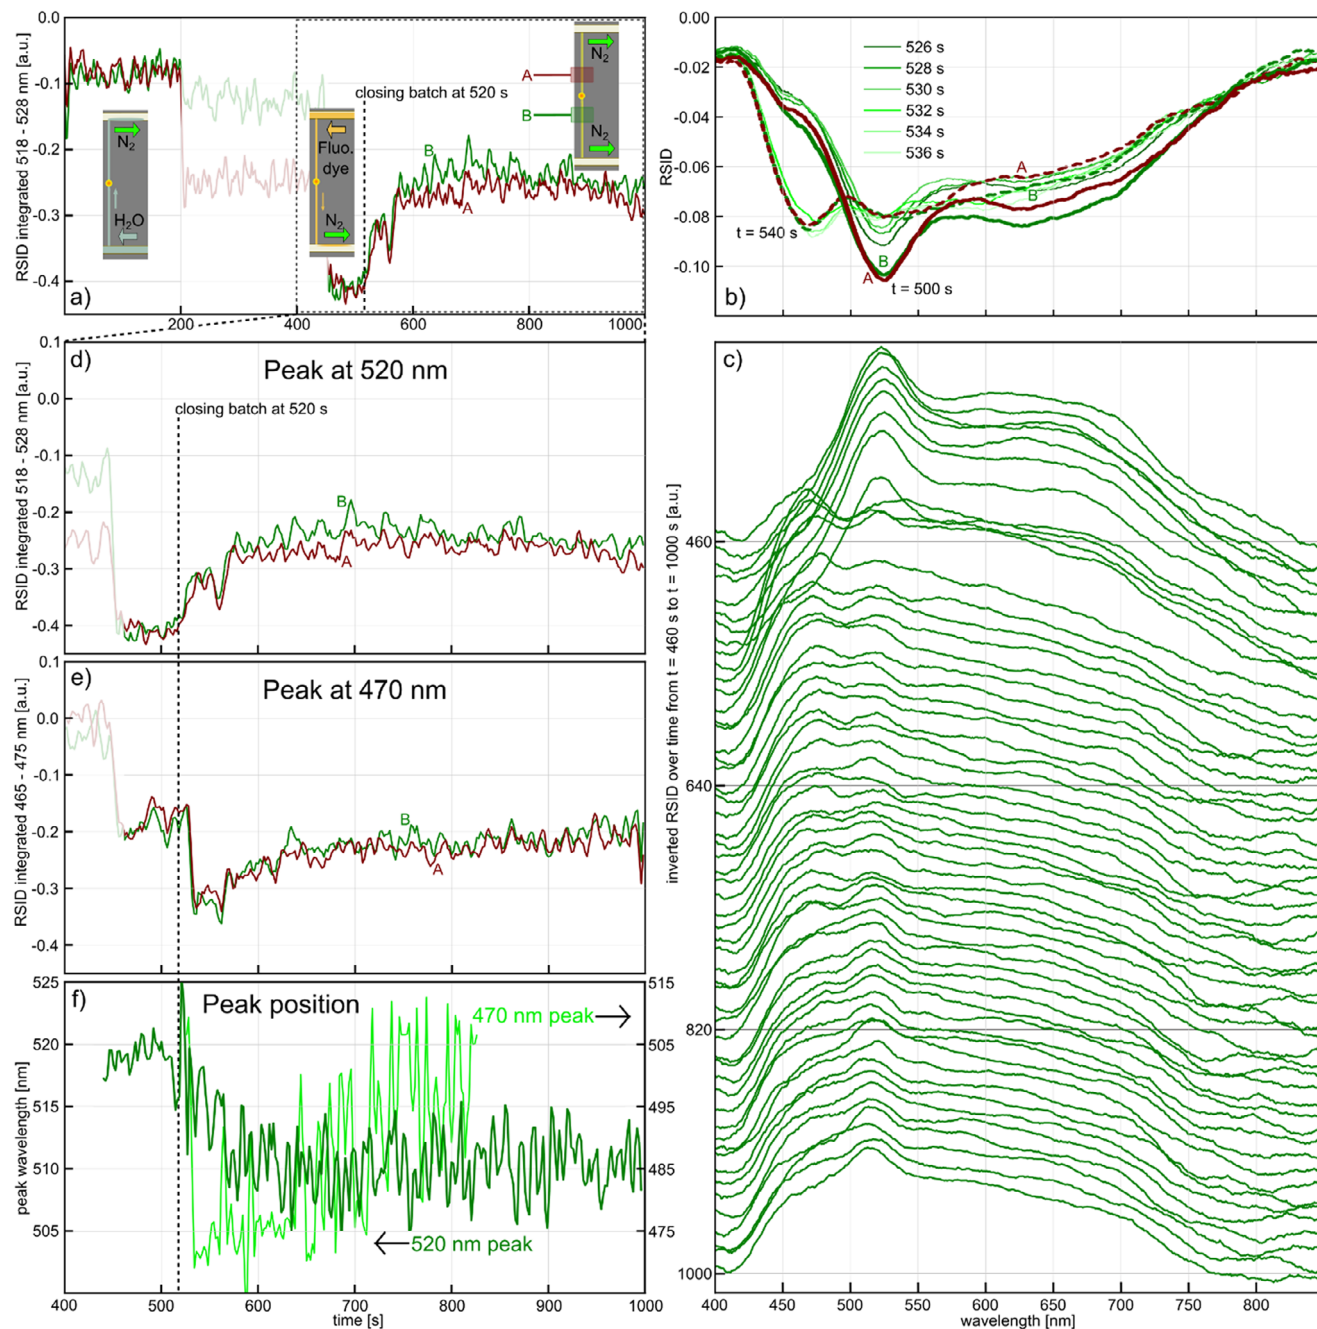 RSID integrated 518 - 528 nm [a.u.]
0.0
-0.1
-0.2
-0.3
-0.4
a)
200
400
600
800
1000
N2
H2O
Fluo.
dye
N2
closing batch at 520 s
N2
A
B
N2
B
A
RSID
0.00
-0.02
-0.04
-0.06
-0.08
-0.10
b)
526 s
528 s
530 s
532 s
534 s
536 s
A
B
t = 540 s
B
A
t = 500 s
RSID integrated 518 - 528 nm [a.u.]
0.1
0.0
-0.1
-0.2
-0.3
-0.4
d)
Peak at 520 nm
closing batch at 520 s
B
A
RSID integrated 465 - 475 nm [a.u.]
0.1
0.0
-0.1
-0.2
-0.3
-0.4
e)
Peak at 470 nm
B
A
peak wavelength [nm]
525
520
515
510
505
f)
Peak position
470 nm peak
520 nm peak
515
505
495
485
475
400
500
600
700
800
900
1000
time [s]
c)
inverted RSID over time from t = 460 s to t = 1000 s [a.u.]
460
640
820
1000
400
450
500
550
600
650
700
750
800
wavelength [nm]